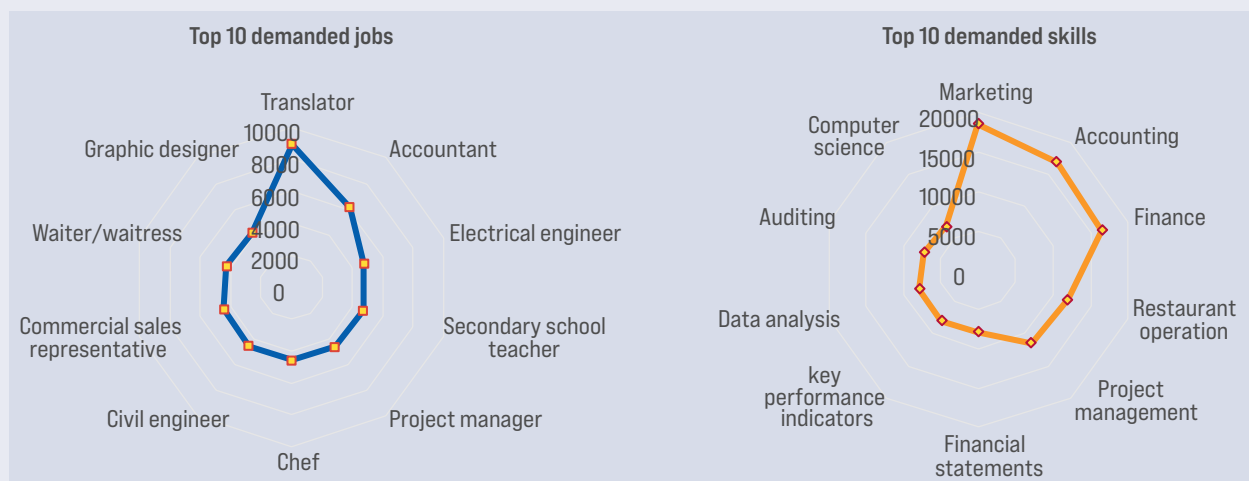 Top 10 demanded jobs
Translator
Accountant
Electrical engineer
Secondary school
teacher
Project manager
Chef
Civil engineer
Commercial sales
representative
Waiter/waitress
Graphic designer
10000
8000
6000
4000
2000
0
Top 10 demanded skills
Marketing
Accounting
Finance
Restaurant
operation
Project
management
Financial
statements
key
performance
indicators
Data analysis
Auditing
Computer
science
20000
15000
10000
5000
0